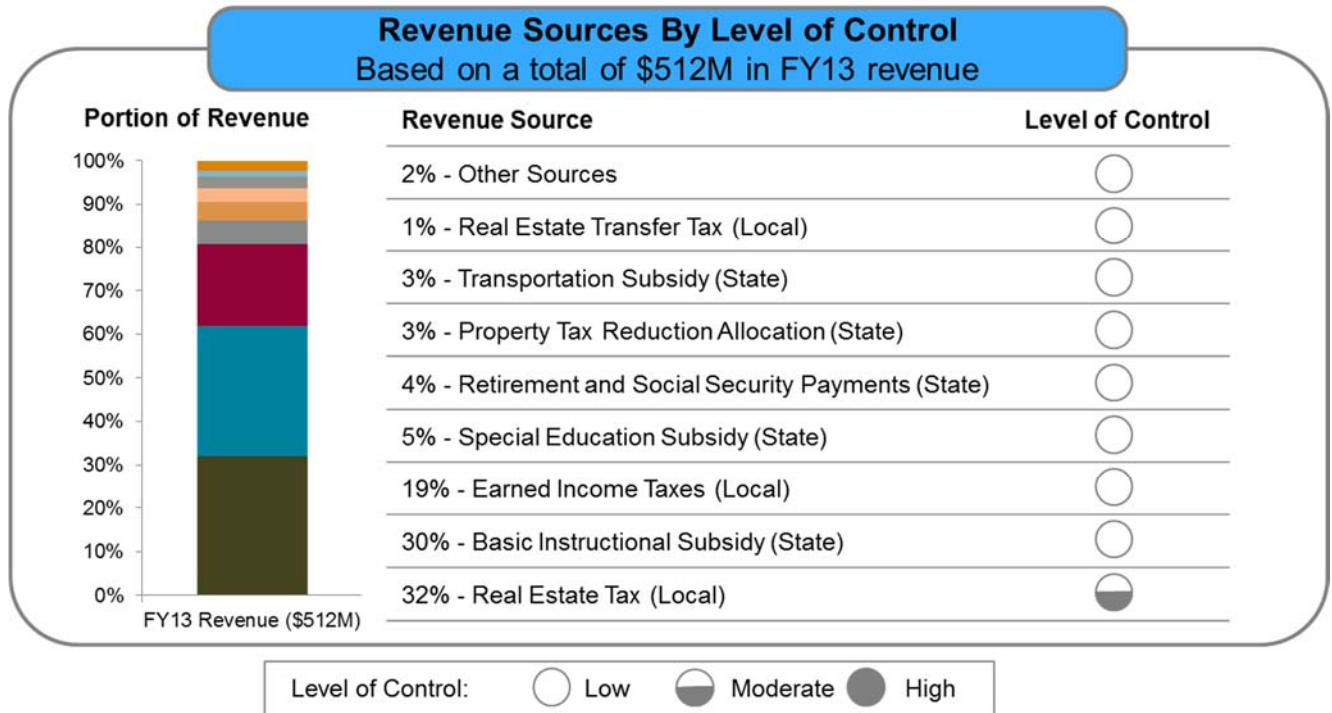 Revenue Sources By Level of Control
Based on a total of $512M in FY13 revenue
Portion of Revenue
100%
90%
80%
70%
60%
50%
40%
30%
20%
10%
0%
FY13 Revenue ($512M)
Revenue Source Level of Control
2% - Other Sources
1% - Real Estate Transfer Tax (Local)
3% - Transportation Subsidy (State)
3% - Property Tax Reduction Allocation (State)
4% - Retirement and Social Security Payments (State)
5% - Special Education Subsidy (State)
19% - Earned Income Taxes (Local)
30% - Basic Instructional Subsidy (State)
32% - Real Estate Tax (Local)
Level of Control: Low Moderate High